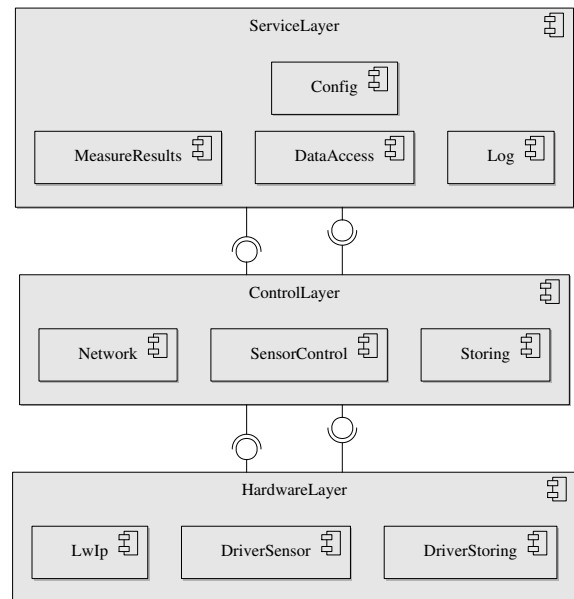 ServiceLayer
Config
MeasureResults
DataAccess
Log
ControlLayer
Network
SensorControl
Storing
HardwareLayer
LwIp
DriverSensor
DriverStoring